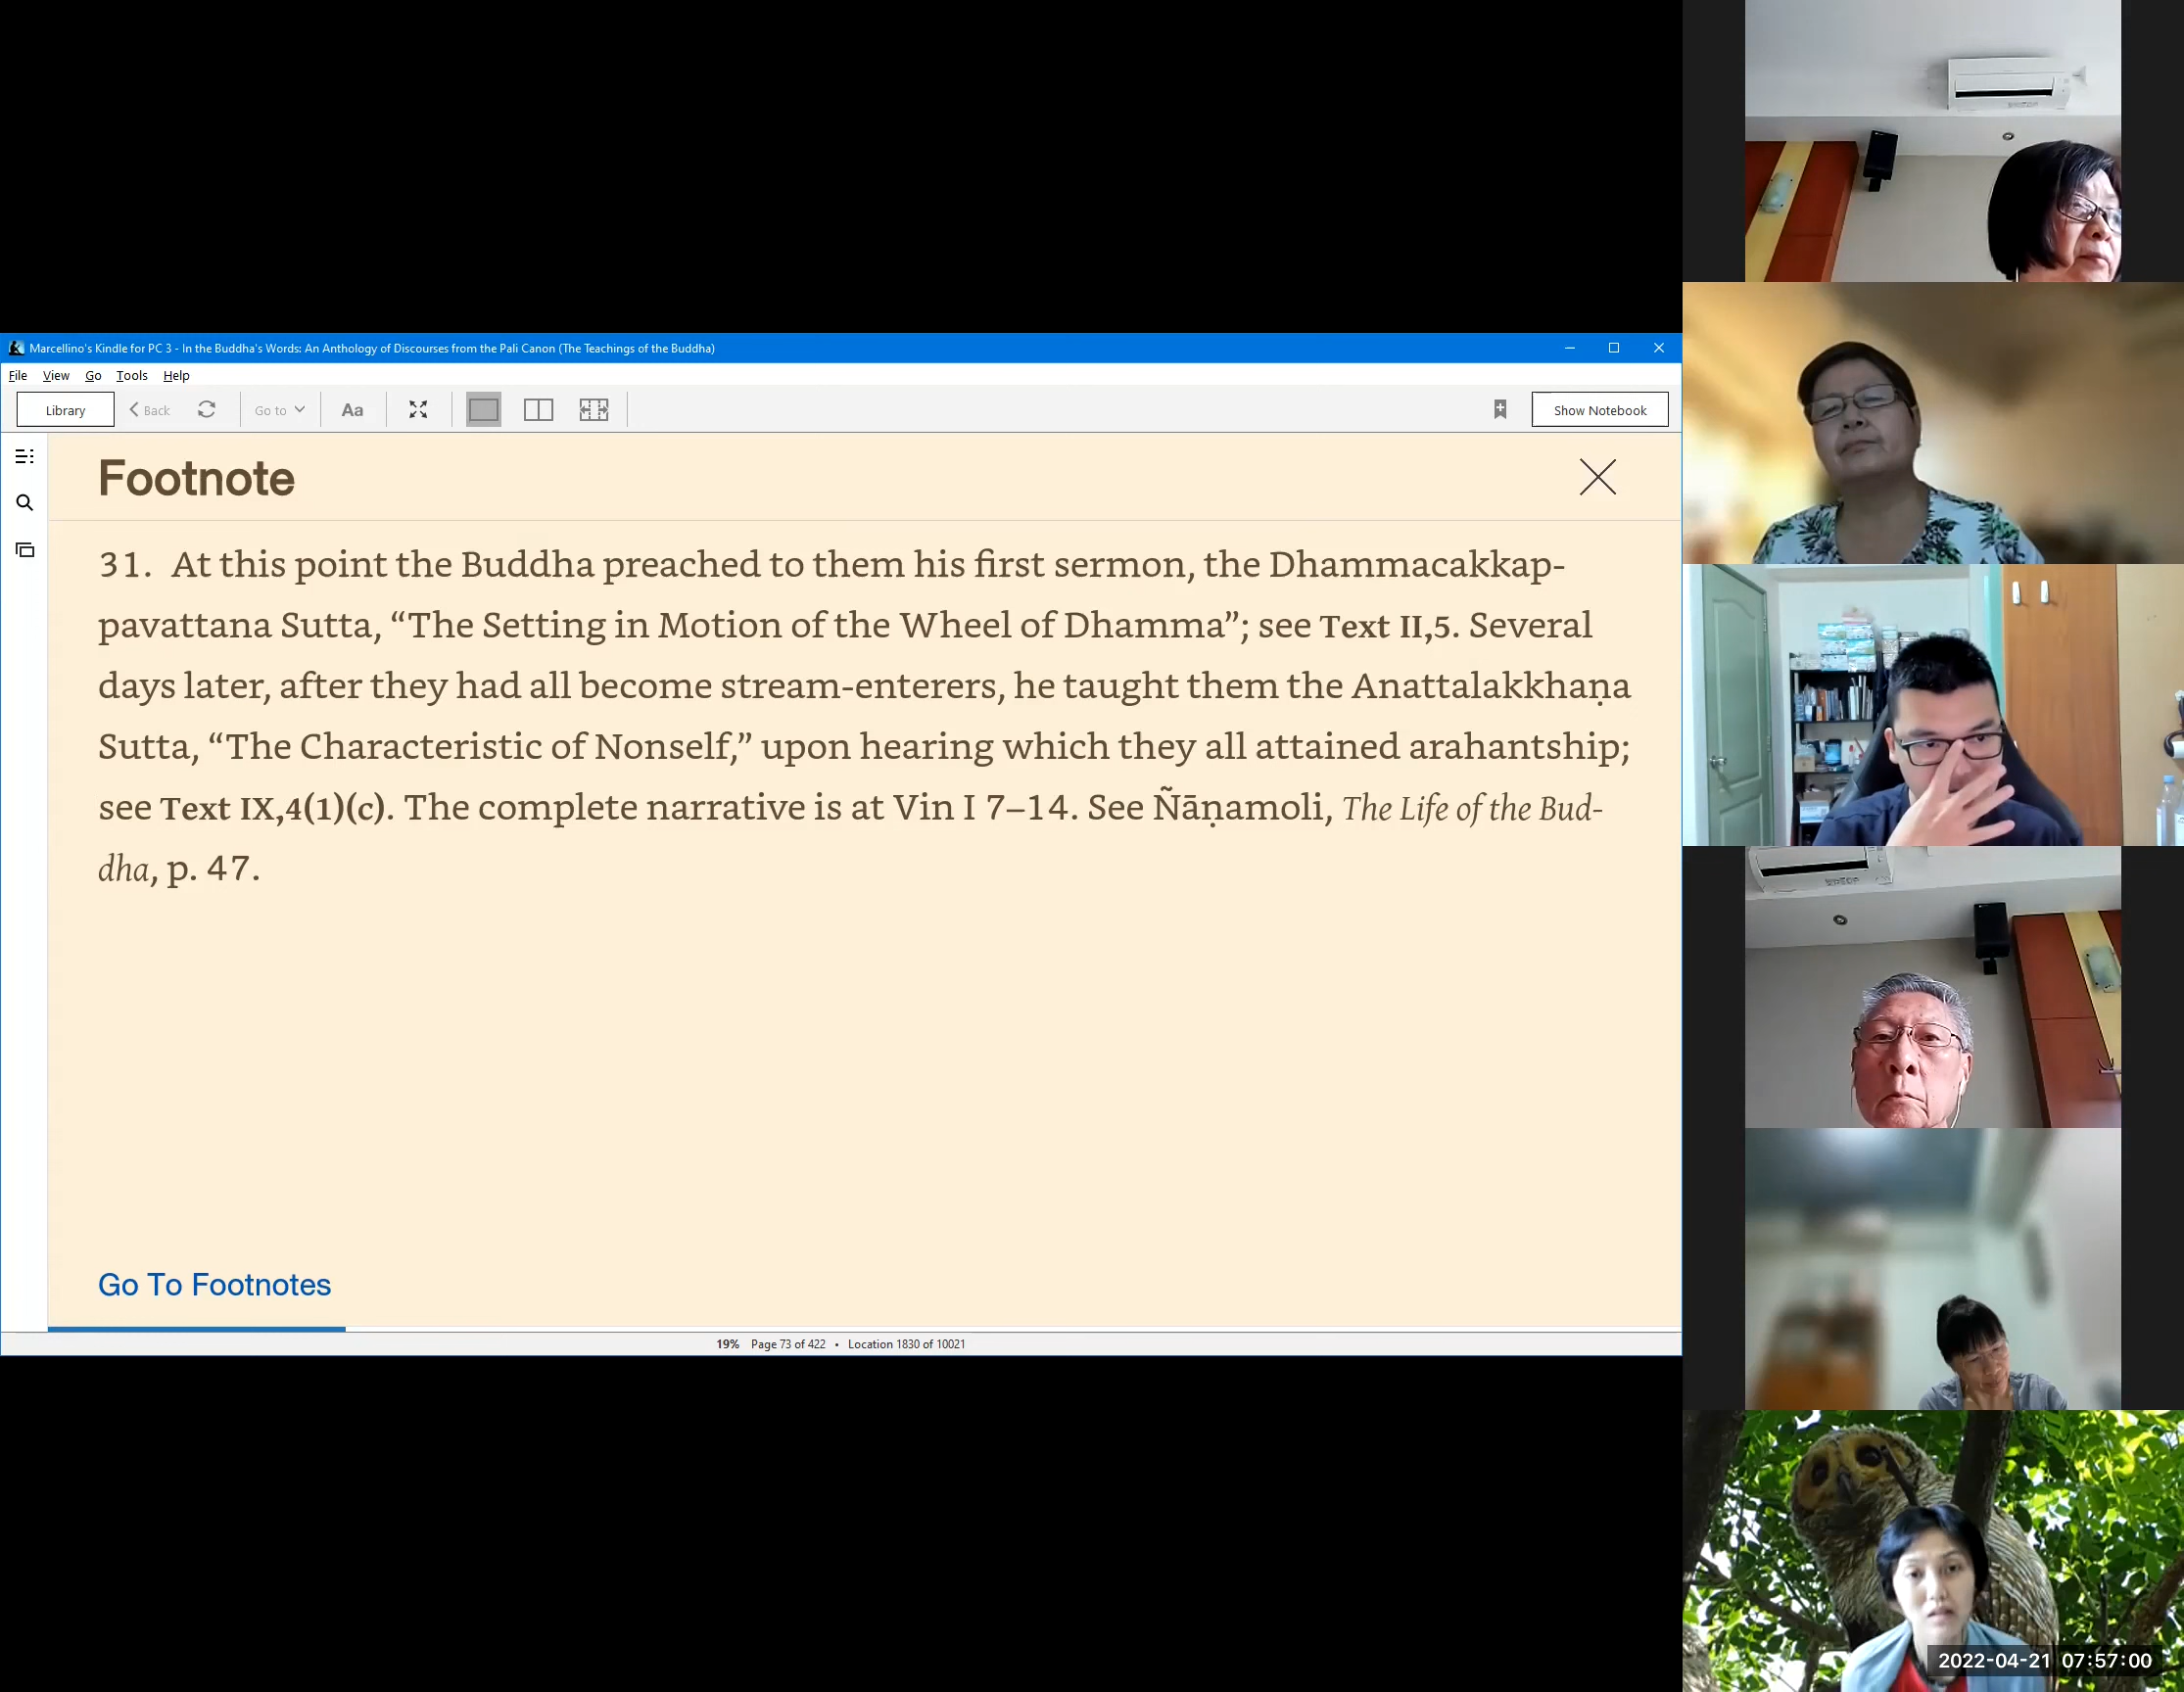 Marcellino's Kindle for PC 3 - In the Buddha's Words: An Anthology of Discourses from the Pali Canon (The Teachings of the Buddha)
File View Go Tools Help
Library Back Go to Aa Show Notebook
Footnote
31. At this point the Buddha preached to them his first sermon, the Dhammacakkap-
pavattana Sutta, “The Setting in Motion of the Wheel of Dhamma”; see Text II,5. Several
days later, after they had all become stream-enterers, he taught them the Anattalakkhaṇa
Sutta, “The Characteristic of Nonself,” upon hearing which they all attained arahantship;
see Text IX,4(1)(c). The complete narrative is at Vin I 7–14. See Ñāṇamoli, The Life of the Bud-
dha, p. 47.
Go To Footnotes
19% Page 73 of 422 • Location 1830 of 10021
2022-04-21 07:57:00